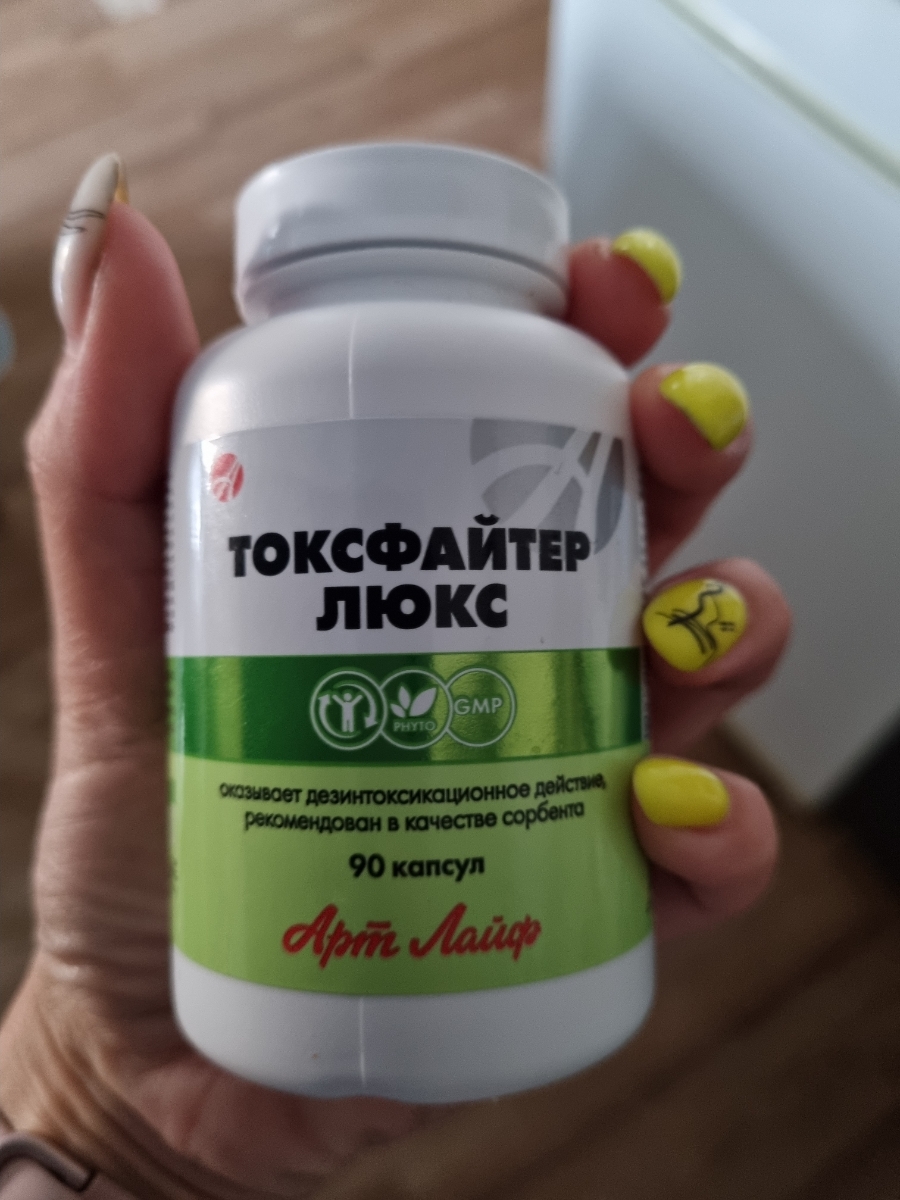 ТОКСФАЙТЕР
ЛЮКС
PHYTO
GMP
оказывает дезинтоксикационное действие,
рекомендован в качестве сорбента
90 капсул
Арт Лайф